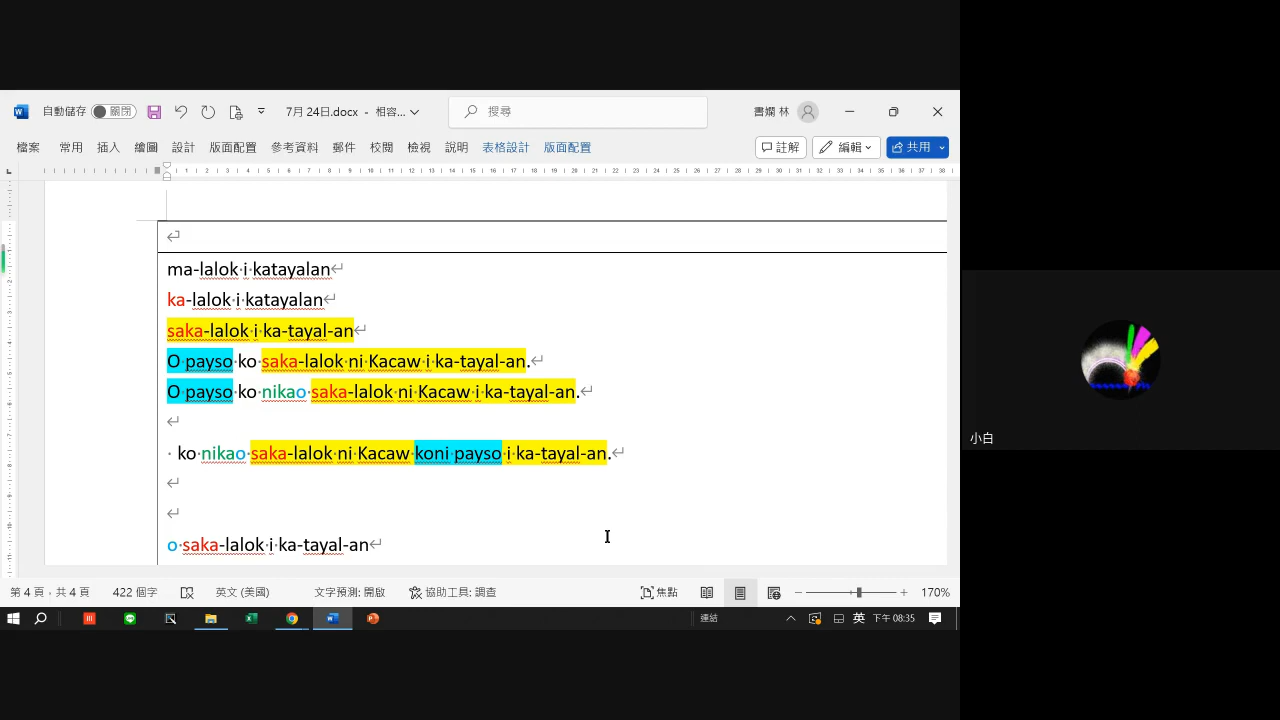 自動儲存 關閉 7月 24日.docx - 相容... 搜尋 書嫺 林
檔案 常用 插入 繪圖 設計 版面配置 參考資料 郵件 校閱 檢視 說明 表格設計 版面配置 註解 編輯 共用
ma-lalok i katayalan
ka-lalok i katayalan
saka-lalok i ka-tayal-an
O payso ko saka-lalok ni Kacaw i ka-tayal-an.
O payso ko nikao saka-lalok ni Kacaw i ka-tayal-an.
ko nikao saka-lalok ni Kacaw koni payso i ka-tayal-an.
o saka-lalok i ka-tayal-an
小白
第 4 頁，共 4 頁 422 個字 英文 (美國) 文字預測: 開啟 協助工具: 調查 焦點 170%
連結 英 下午 08:35